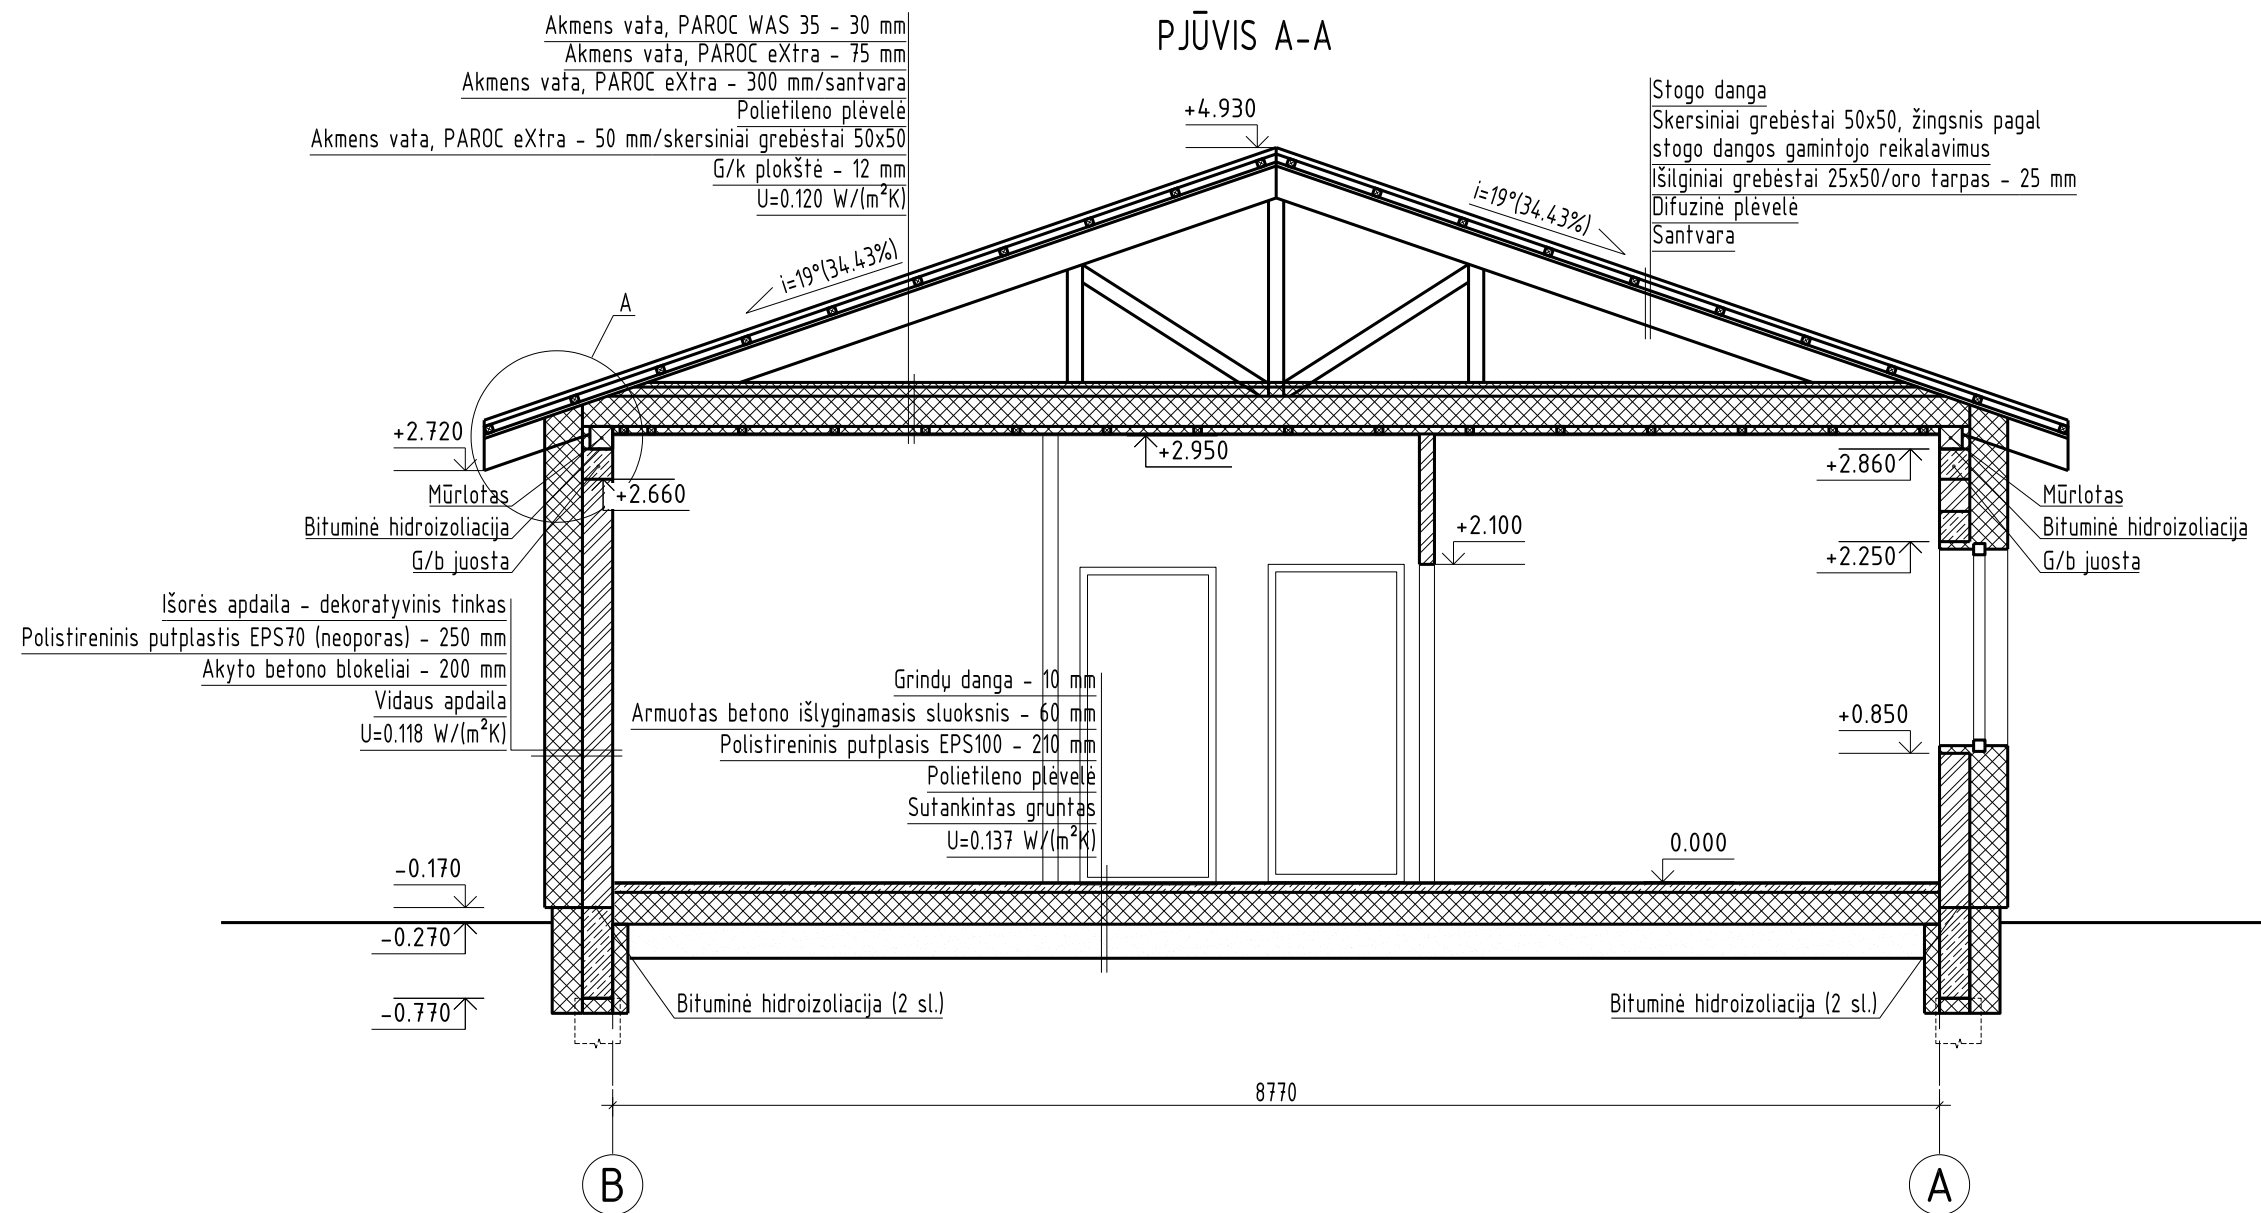 PJŪVIS A-A
Akmens vata, PAROC WAS 35 - 30 mm
Akmens vata, PAROC eXtra - 75 mm
Akmens vata, PAROC eXtra - 300 mm/santvara
Polietileno plėvelė
Akmens vata, PAROC eXtra - 50 mm/skersiniai grebėstai 50x50
G/k plokštė - 12 mm
U=0.120 W/(m²K)
+4.930
Stogo danga
Skersiniai grebėstai 50x50, žingsnis pagal
stogo dangos gamintojo reikalavimus
Išilginiai grebėstai 25x50/oro tarpas - 25 mm
Difuzinė plėvelė
Santvara
i=19°(34.43%)
i=19°(34.43%)
A
+2.720
+2.950
+2.860
+2.660
Mūrlotas
Bituminė hidroizoliacija
G/b juosta
+2.100
+2.250
Mūrlotas
Bituminė hidroizoliacija
G/b juosta
Išorės apdaila - dekoratyvinis tinkas
Polistireninis putplastis EPS70 (neoporas) - 250 mm
Akyto betono blokeliai - 200 mm
Vidaus apdaila
U=0.118 W/(m²K)
Grindų danga - 10 mm
Armuotas betono išlyginamasis sluoksnis - 60 mm
Polistireninis putplasis EPS100 - 210 mm
Polietileno plėvelė
Sutankintas gruntas
U=0.137 W/(m²K)
+0.850
0.000
-0.170
-0.270
-0.770
Bituminė hidroizoliacija (2 sl.)
Bituminė hidroizoliacija (2 sl.)
8770
B
A